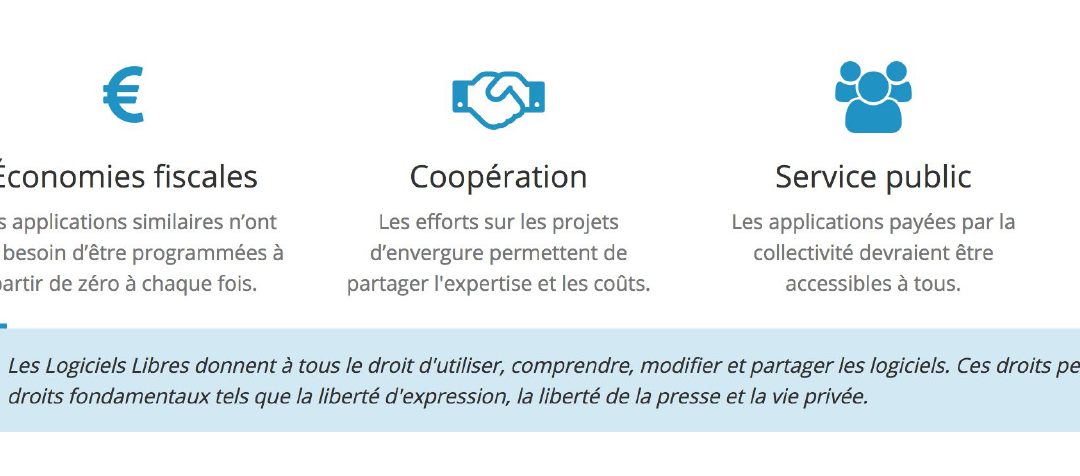 Économies fiscales
applications similaires n’ont
besoin d’être programmées à
partir de zéro à chaque fois.
Coopération
Les efforts sur les projets
d’envergure permettent de
partager l'expertise et les coûts.
Service public
Les applications payées par la
collectivité devraient être
accessibles à tous.
Les Logiciels Libres donnent à tous le droit d'utiliser, comprendre, modifier et partager les logiciels. Ces droits
droits fondamentaux tels que la liberté d'expression, la liberté de la presse et la vie privée.